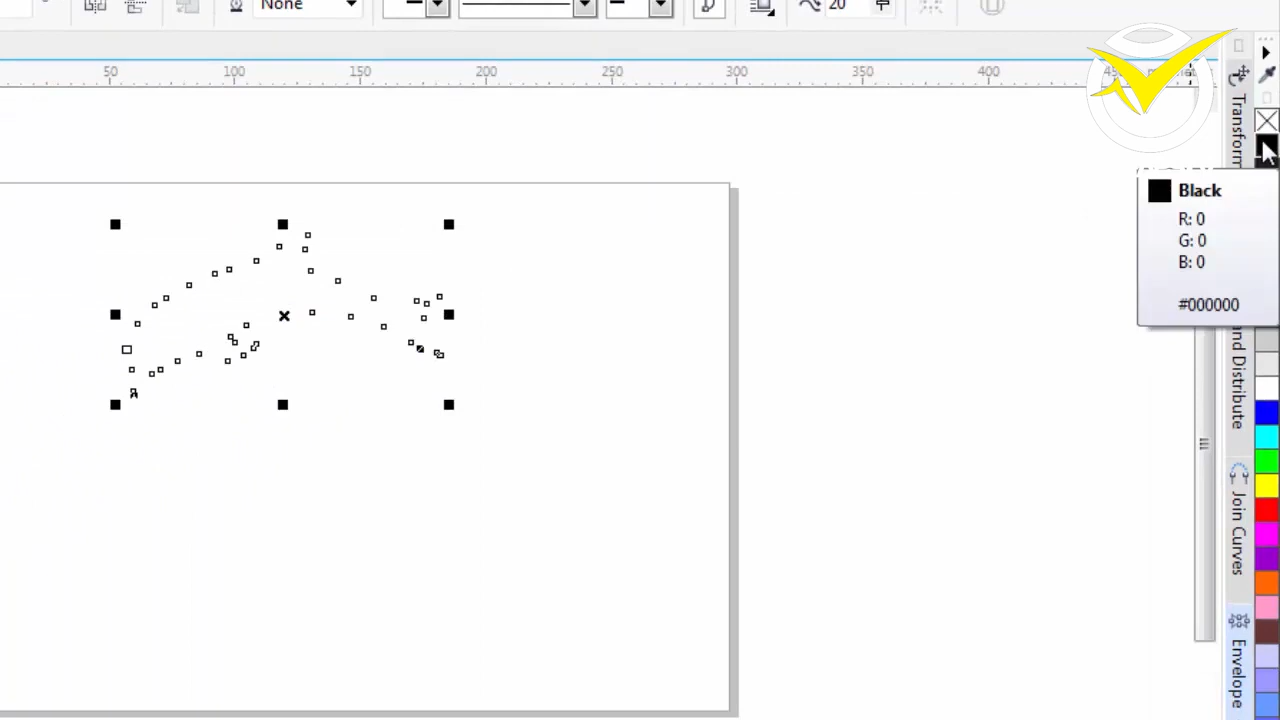 None
20
50
100
150
200
250
300
350
400
Transform
Black
R: 0
G: 0
B: 0
#000000
and Distribute
Join Curves
Envelope